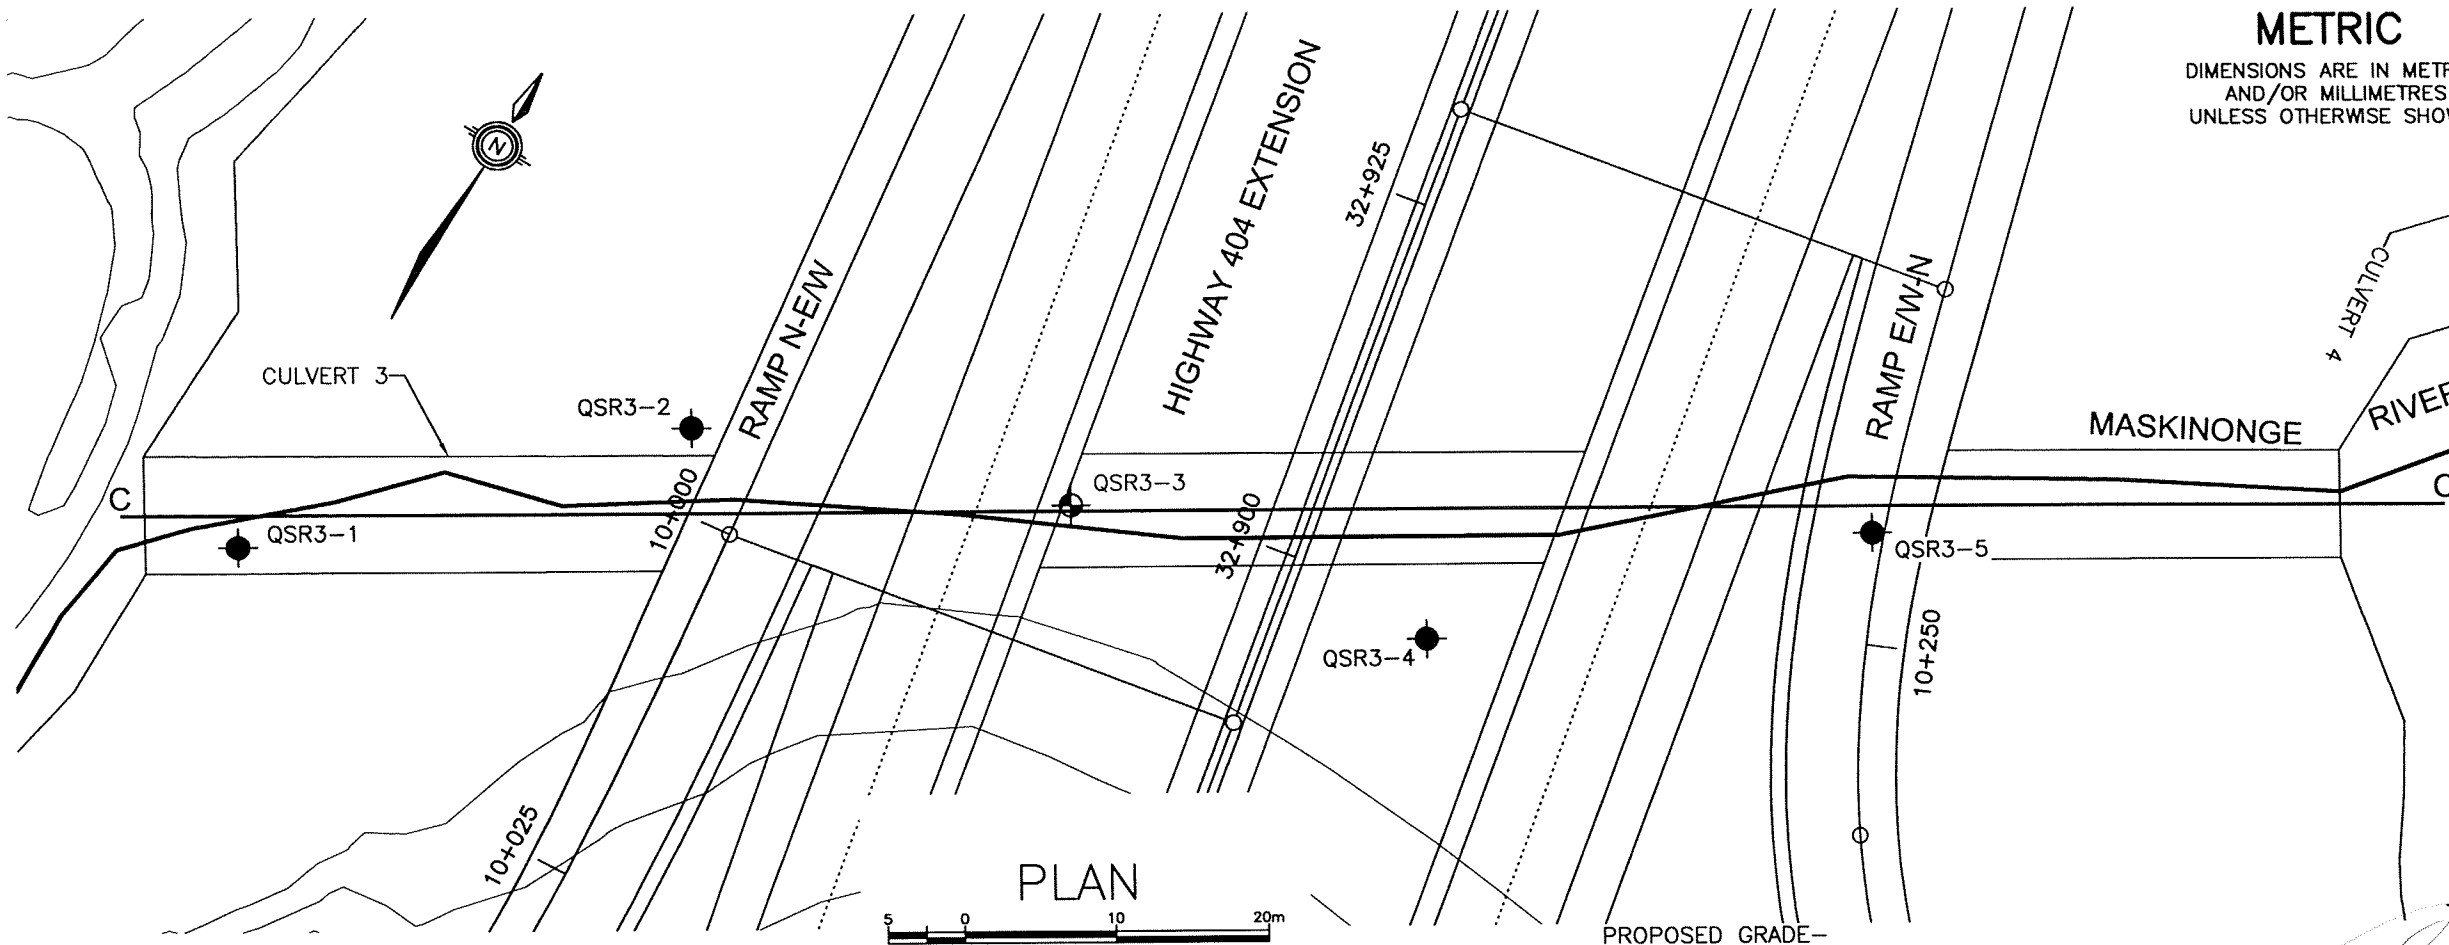 METRIC
DIMENSIONS ARE IN METR
AND/OR MILLIMETRES
UNLESS OTHERWISE SHOW
N
HIGHWAY 404 EXTENSION
32+925
RAMP N-E/W
RAMP E/W-N
CULVERT 4
CULVERT 3
QSR3-2
MASKINONGE
RIVER
C
QSR3-3
C
10+000
32+900
QSR3-1
QSR3-5
QSR3-4
10+250
10+025
PLAN
5 0 10 20m
PROPOSED GRADE-